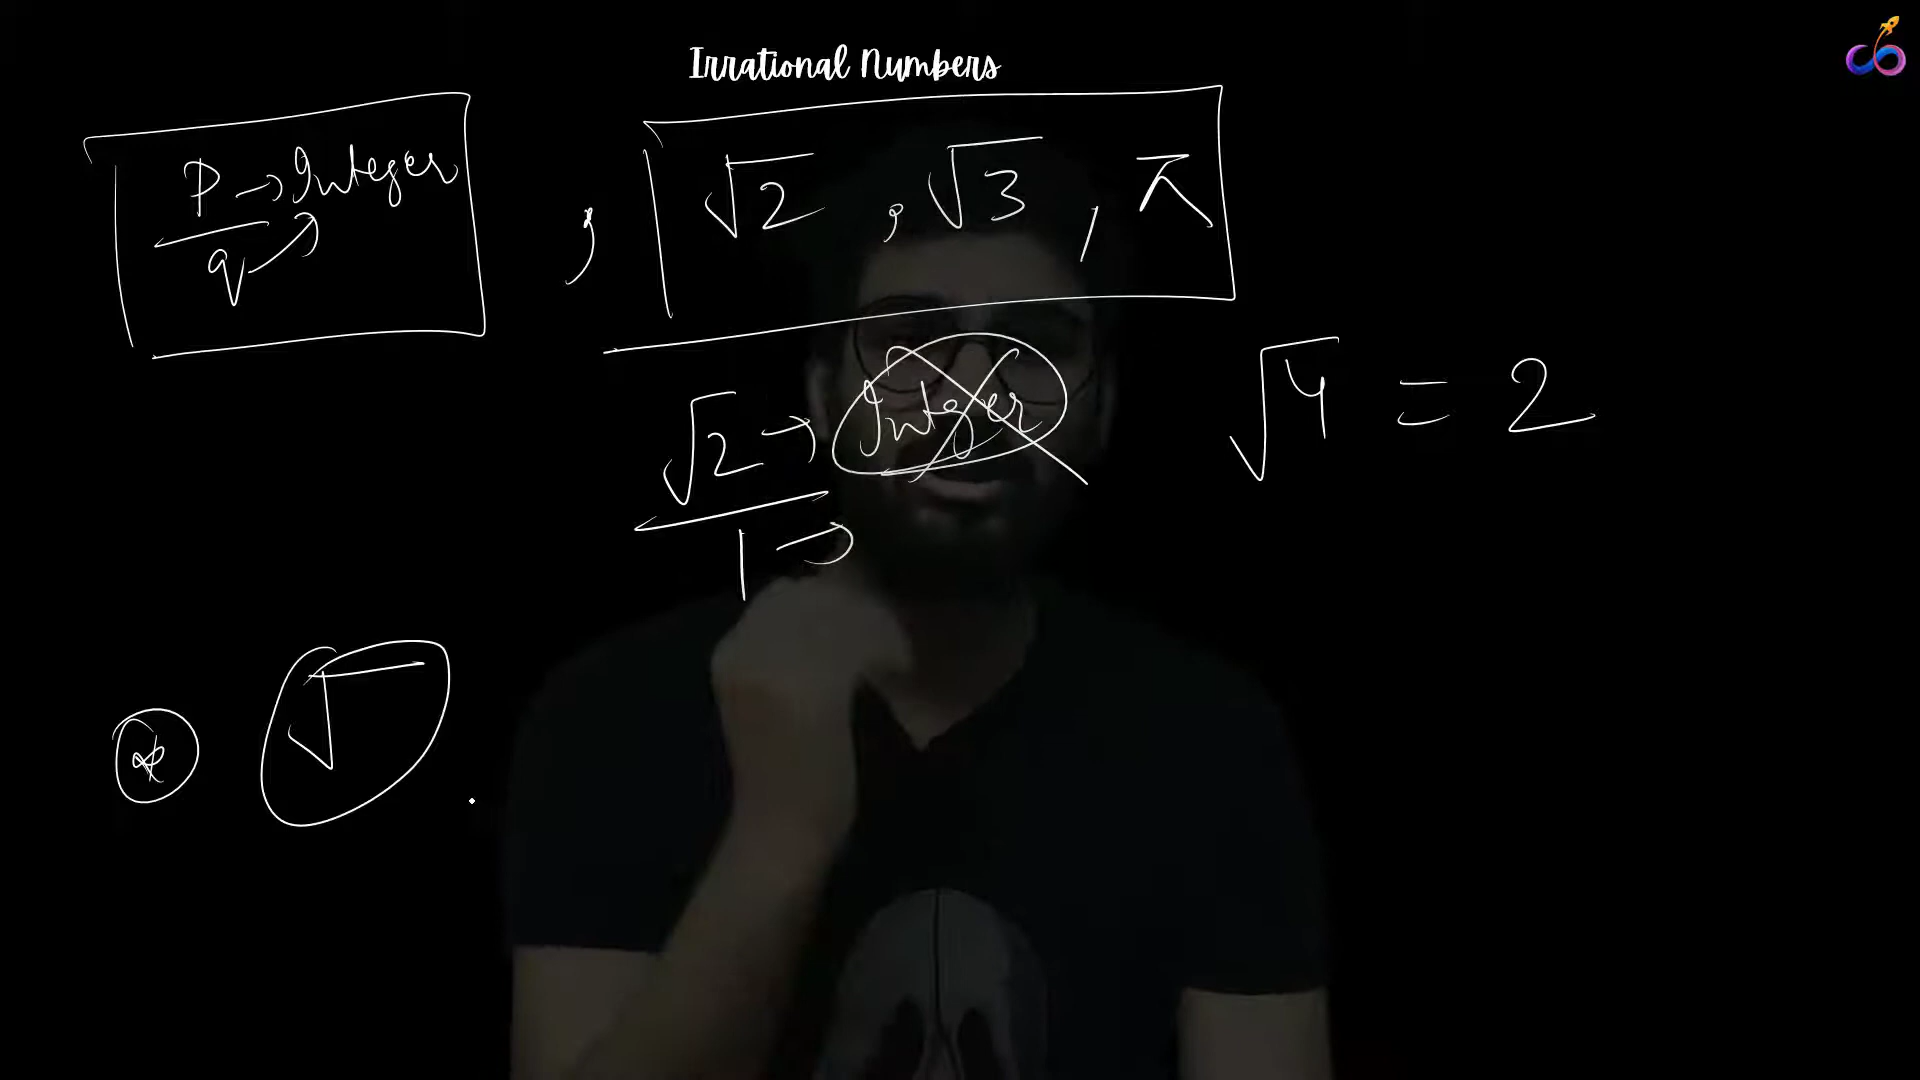 Irrational Numbers
P → Integer
q
, √2 , √3 , π
√2 → Integer
1 →
√4 = 2
*
√